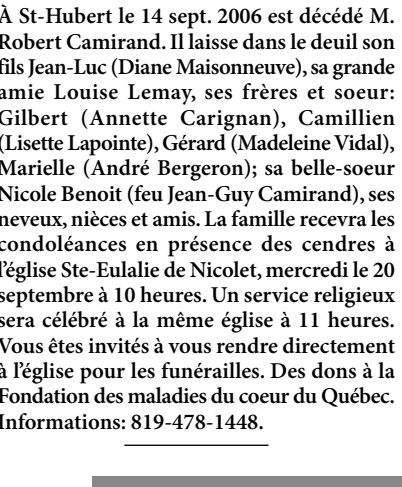 À St-Hubert le 14 sept. 2006 est décédé M.
Robert Camirand. Il laisse dans le deuil son
fils Jean-Luc (Diane Maisonneuve), sa grande
amie Louise Lemay, ses frères et soeur:
Gilbert (Annette Carignan), Camillien
(Lisette Lapointe), Gérard (Madeleine Vidal),
Marielle (André Bergeron); sa belle-soeur
Nicole Benoit (feu Jean-Guy Camirand), ses
neveux, nièces et amis. La famille recevra les
condoléances en présence des cendres à
l'église Ste-Eulalie de Nicolet, mercredi le 20
septembre à 10 heures. Un service religieux
sera célébré à la même église à 11 heures.
Vous êtes invités à vous rendre directement
à l'église pour les funérailles. Des dons à la
Fondation des maladies du coeur du Québec.
Informations: 819-478-1448.